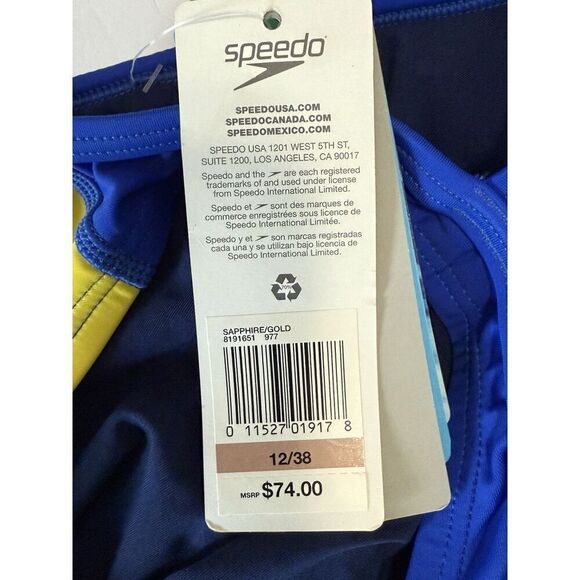 speedo
SPEEDOUSA.COM
SPEEDOCANADA.COM
SPEEDOMEXICO.COM
SPEEDO USA 1201 WEST 5TH ST,
SUITE 1200, LOS ANGELES, CA 90017
Speedo and the are each registered
trademarks of and used under license
from Speedo International Limited.
Speedo et sont des marques de
commerce enregistrées sous licence de
Speedo International Limitée.
Speedo y et son marcas registradas
cada una y se utilizan bajo licencia de
Speedo International Limited.
70%
SAPPHIRE/GOLD
8191651 977
0 11527 01917 8
12/38
MSRP $74.00